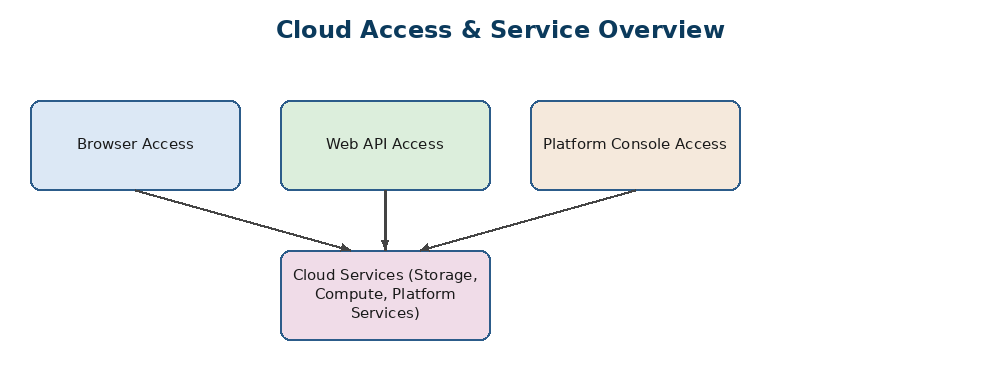 Cloud Access & Service Overview
Browser Access
Web API Access
Platform Console Access
Cloud Services (Storage,
Compute, Platform
Services)